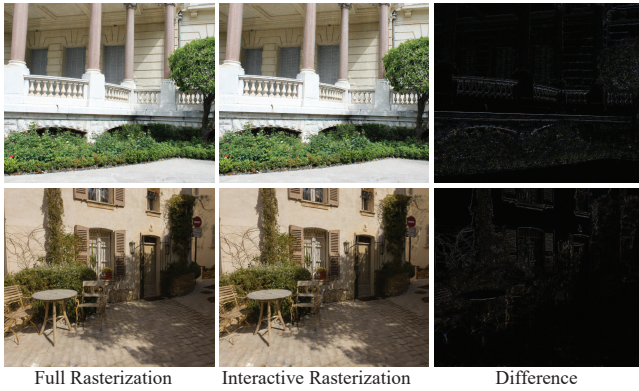 Full Rasterization
Interactive Rasterization
Difference